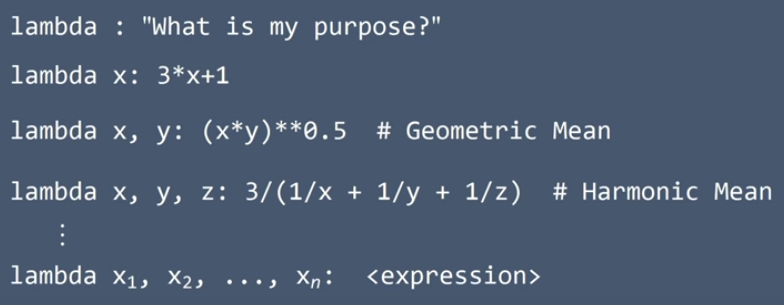 lambda : "What is my purpose?"
lambda x: 3*x+1
lambda x, y: (x*y)**0.5  # Geometric Mean
lambda x, y, z: 3/(1/x + 1/y + 1/z)  # Harmonic Mean
⋮
lambda x₁, x₂, ..., xₙ:  <expression>